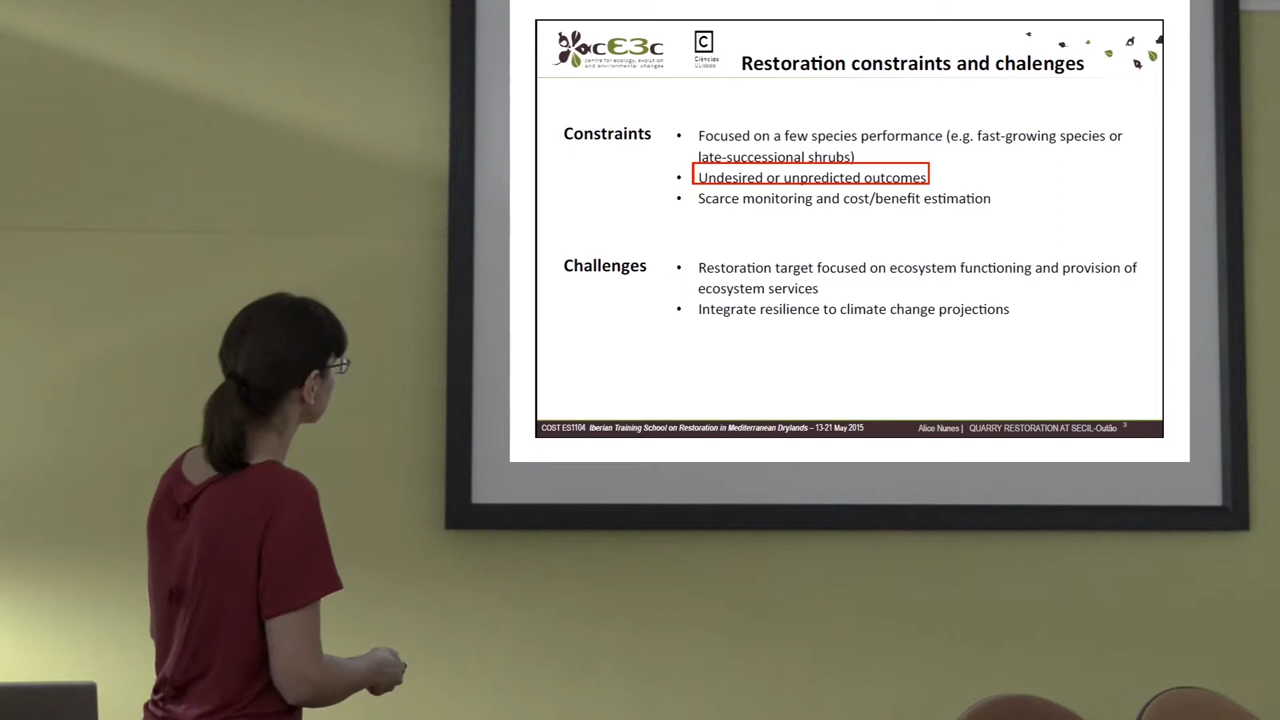 cE3c
centre for ecology, evolution
and environmental changes
C
Ciências
ULisboa
Restoration constraints and chalenges
Constraints
• Focused on a few species performance (e.g. fast-growing species or
late-successional shrubs)
• Undesired or unpredicted outcomes
• Scarce monitoring and cost/benefit estimation
Challenges
• Restoration target focused on ecosystem functioning and provision of
ecosystem services
• Integrate resilience to climate change projections
COST ES1104 Iberian Training School on Restoration in Mediterranean Drylands – 13-21 May 2015
Alice Nunes | QUARRY RESTORATION AT SECIL-Outão 3